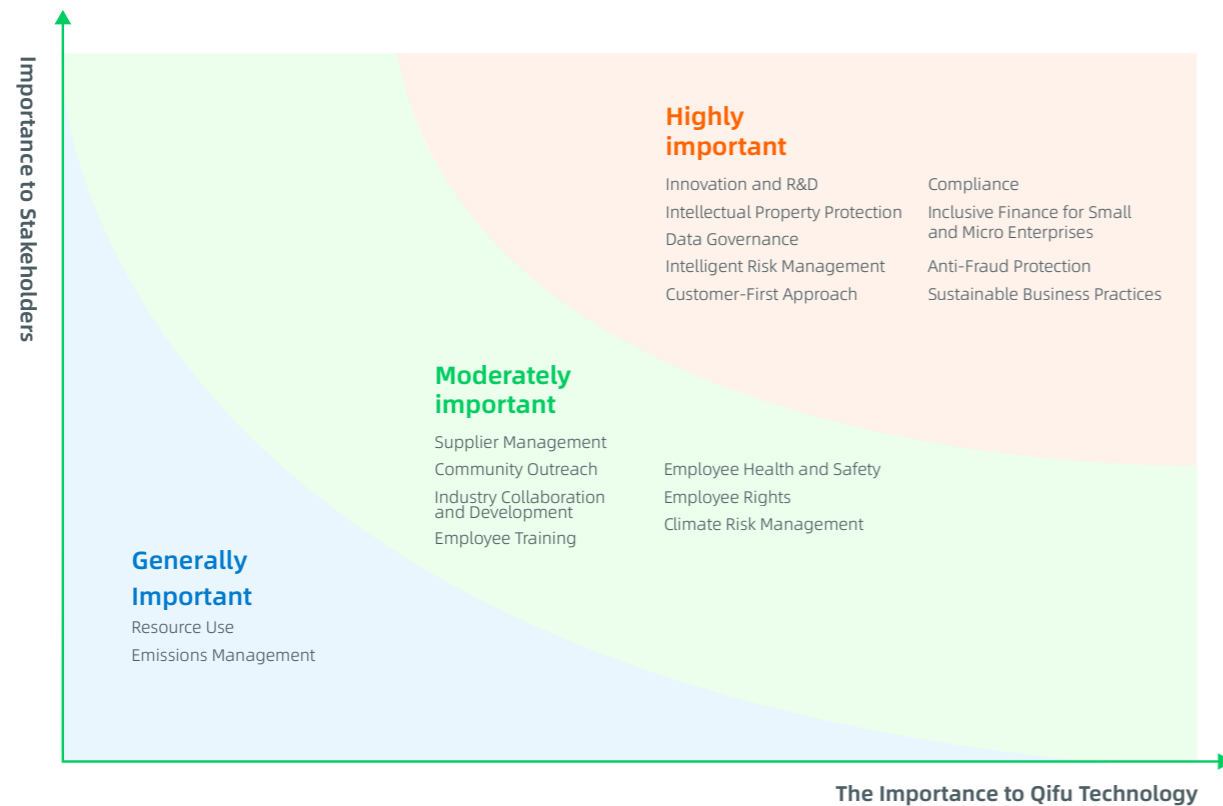 Importance to Stakeholders
Highly
important
Innovation and R&D
Intellectual Property Protection
Data Governance
Intelligent Risk Management
Customer-First Approach
Compliance
Inclusive Finance for Small
and Micro Enterprises
Anti-Fraud Protection
Sustainable Business Practices
Moderately
important
Supplier Management
Community Outreach
Industry Collaboration
and Development
Employee Training
Employee Health and Safety
Employee Rights
Climate Risk Management
Generally
Important
Resource Use
Emissions Management
The Importance to Qifu Technology